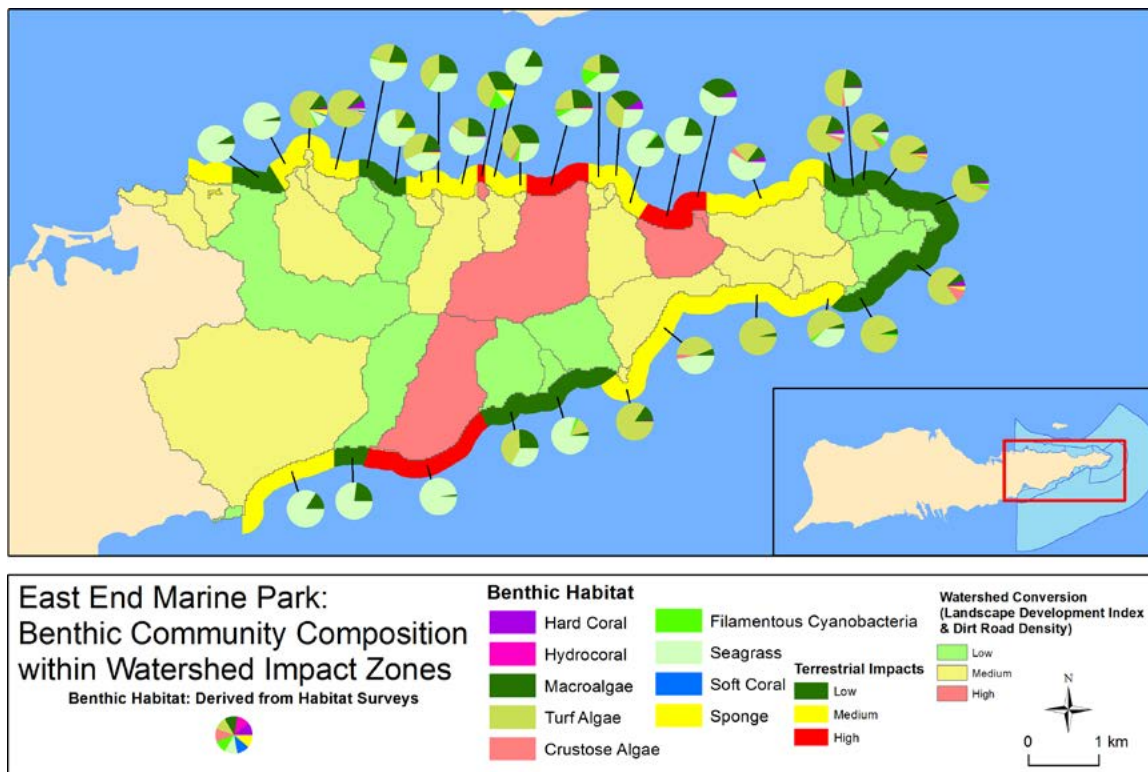 East End Marine Park:
Benthic Community Composition
within Watershed Impact Zones
Benthic Habitat: Derived from Habitat Surveys
Benthic Habitat
Hard Coral
Hydrocoral
Macroalgae
Turf Algae
Crustose Algae
Filamentous Cyanobacteria
Seagrass
Soft Coral
Sponge
Terrestrial Impacts
Low
Medium
High
Watershed Conversion
(Landscape Development Index
& Dirt Road Density)
Low
Medium
High
N
0 1 km